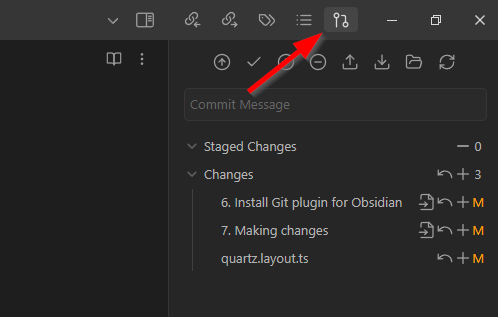 Commit Message
Staged Changes 0
Changes 3
6. Install Git plugin for Obsidian M
7. Making changes M
quartz.layout.ts M